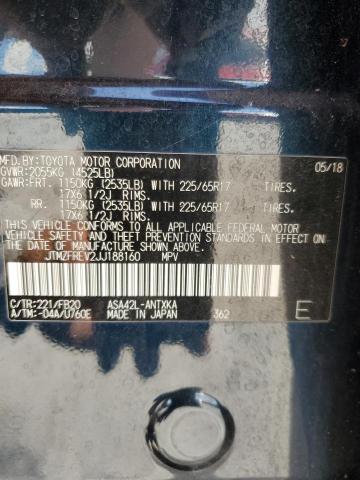 MFD.BY:TOYOTA MOTOR CORPORATION 05/18
GVWR:2055KG (4525LB)
GAWR:FRT. 1150KG (2535LB) WITH 225/65R17 TIRES,
17X6 1/2J RIMS,
RR. 1150KG (2535LB) WITH 225/65R17 TIRES,
17X6 1/2J RIMS,
THIS VEHICLE CONFORMS TO ALL APPLICABLE FEDERAL MOTOR
VEHICLE SAFETY AND THEFT PREVENTION STANDARDS IN
EFFECT ON THE DATE OF MANUFACTURE SHOWN ABOVE.
JTMZFREV2JJ188160 MPV
C/TR:221/FB20 ASA42L-ANTXKA
A/TM:-04A/U760E MADE IN JAPAN 362 E